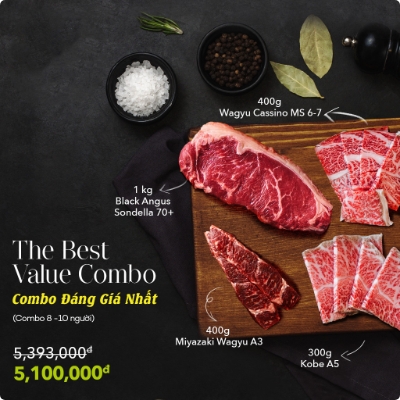 400g
Wagyu Cassino MS 6-7
1 kg
Black Angus
Sondella 70+
The Best
Value Combo
Combo Đáng Giá Nhất
(Combo 8 -10 người)
5,393,000đ
5,100,000đ
400g
Miyazaki Wagyu A3
300g
Kobe A5